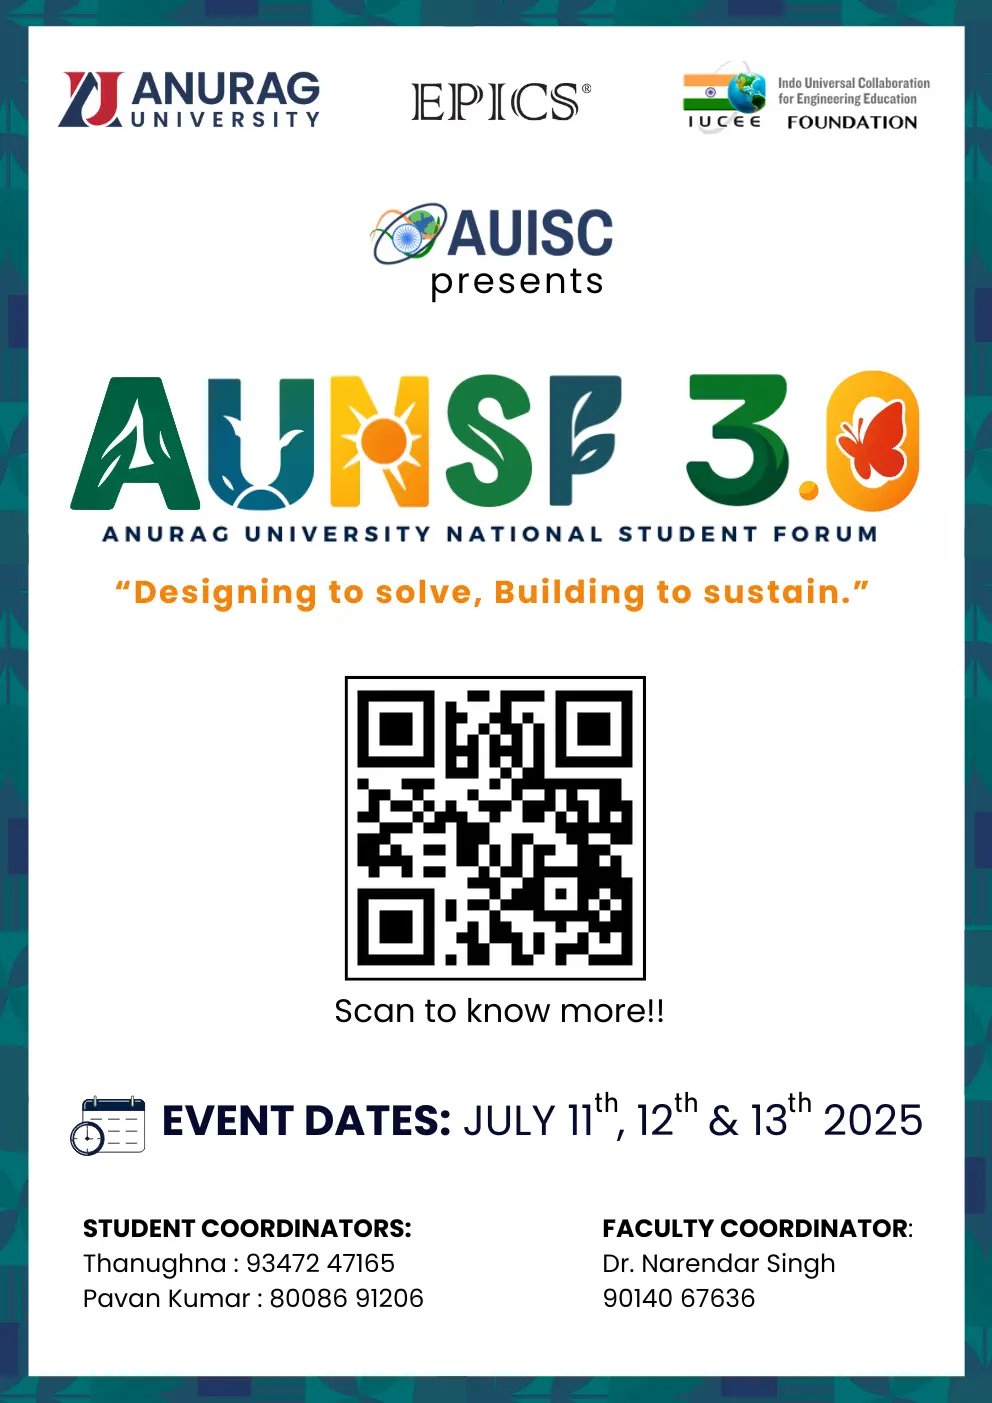 ANURAG
UNIVERSITY
EPICS®
Indo Universal Collaboration
for Engineering Education
IUCEE FOUNDATION
AUISC
presents
AUNSF 3.0
ANURAG UNIVERSITY NATIONAL STUDENT FORUM
“Designing to solve, Building to sustain.”
Scan to know more!!
EVENT DATES: JULY 11th, 12th & 13th 2025
STUDENT COORDINATORS:
Thanughna : 93472 47165
Pavan Kumar : 80086 91206
FACULTY COORDINATOR:
Dr. Narendar Singh
90140 67636